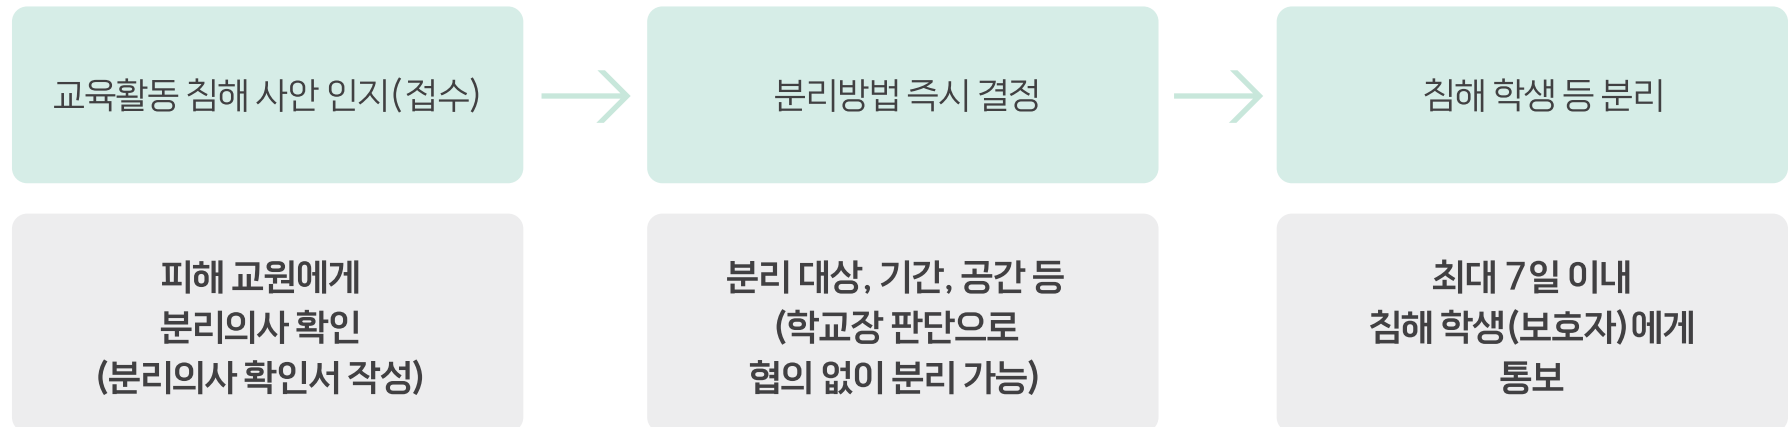 교육활동 침해 사안 인지(접수)
분리방법 즉시 결정
침해 학생 등 분리
피해 교원에게
분리의사 확인
(분리의사 확인서 작성)
분리 대상, 기간, 공간 등
(학교장 판단으로
협의 없이 분리 가능)
최대 7일 이내
침해 학생(보호자)에게
통보